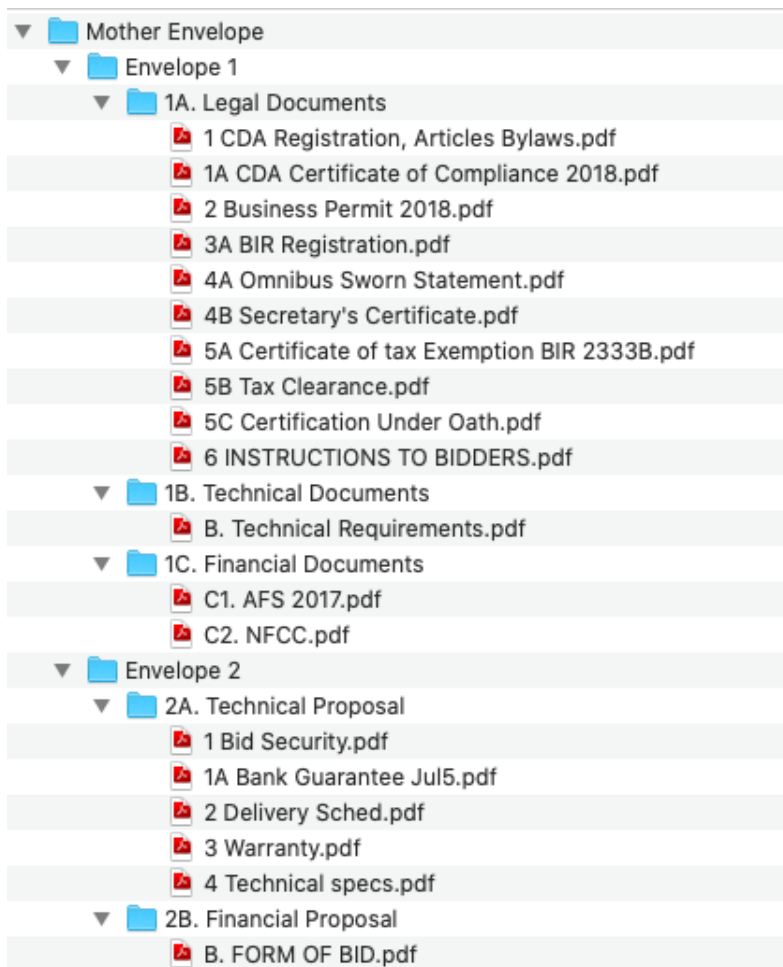 Mother Envelope
Envelope 1
1A. Legal Documents
1 CDA Registration, Articles Bylaws.pdf
1A CDA Certificate of Compliance 2018.pdf
2 Business Permit 2018.pdf
3A BIR Registration.pdf
4A Omnibus Sworn Statement.pdf
4B Secretary's Certificate.pdf
5A Certificate of tax Exemption BIR 2333B.pdf
5B Tax Clearance.pdf
5C Certification Under Oath.pdf
6 INSTRUCTIONS TO BIDDERS.pdf
1B. Technical Documents
B. Technical Requirements.pdf
1C. Financial Documents
C1. AFS 2017.pdf
C2. NFCC.pdf
Envelope 2
2A. Technical Proposal
1 Bid Security.pdf
1A Bank Guarantee Jul5.pdf
2 Delivery Sched.pdf
3 Warranty.pdf
4 Technical specs.pdf
2B. Financial Proposal
B. FORM OF BID.pdf